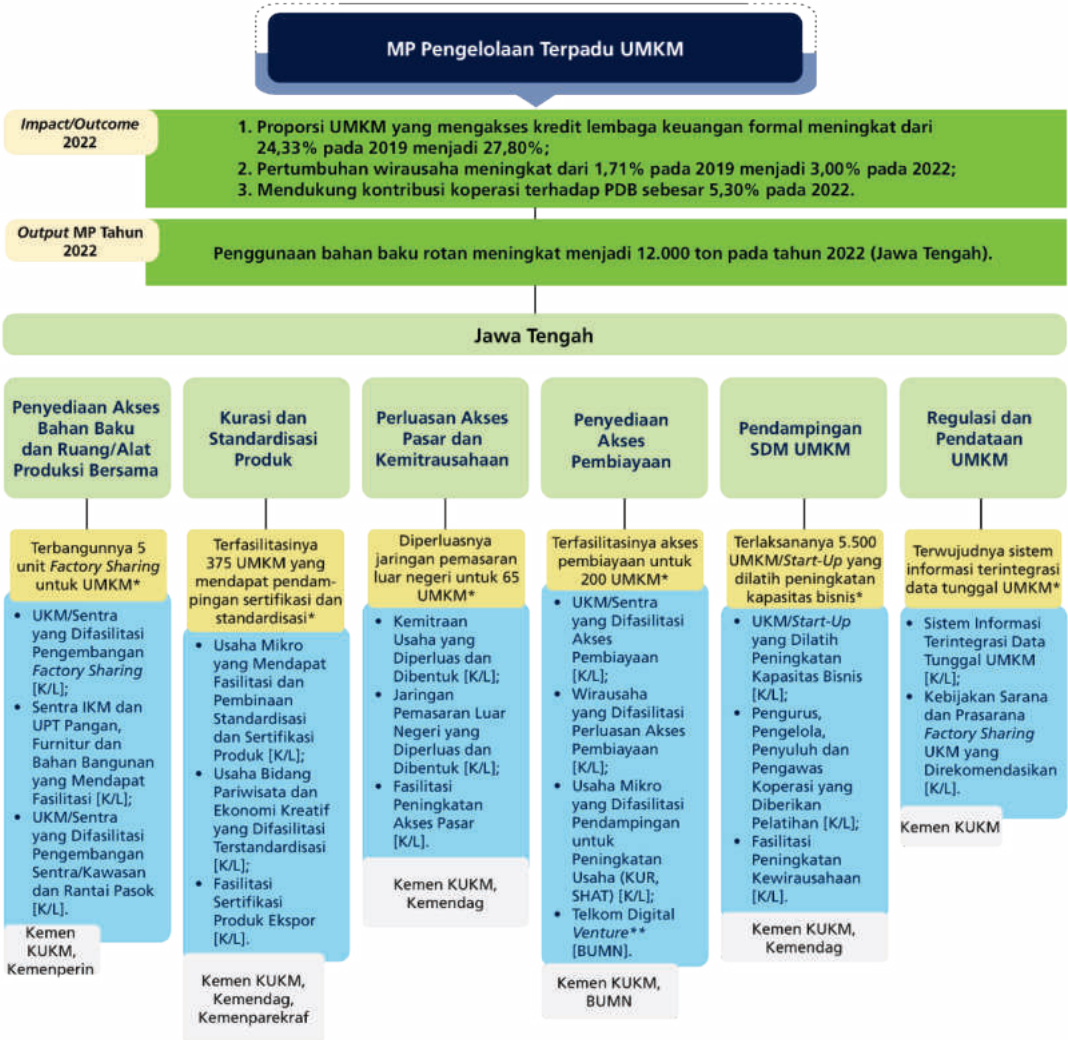 MP Pengelolaan Terpadu UMKM
Impact/Outcome
2022
1. Proporsi UMKM yang mengakses kredit lembaga keuangan formal meningkat dari
24,33% pada 2019 menjadi 27,80%;
2. Pertumbuhan wirausaha meningkat dari 1,71% pada 2019 menjadi 3,00% pada 2022;
3. Mendukung kontribusi koperasi terhadap PDB sebesar 5,30% pada 2022.
Output MP Tahun
2022
Penggunaan bahan baku rotan meningkat menjadi 12.000 ton pada tahun 2022 (Jawa Tengah).
Jawa Tengah
Penyediaan Akses
Bahan Baku
dan Ruang/Alat
Produksi Bersama
Terbangunnya 5
unit Factory Sharing
untuk UMKM*
• UKM/Sentra
yang Difasilitasi
Pengembangan
Factory Sharing
[K/L];
• Sentra IKM dan
UPT Pangan,
Furnitur dan
Bahan Bangunan
yang Mendapat
Fasilitasi [K/L];
• UKM/Sentra
yang Difasilitasi
Pengembangan
Sentra/Kawasan
dan Rantai Pasok
[K/L].
Kemen
KUKM,
Kemenperin
Kurasi dan
Standardisasi
Produk
Terfasilitasinya
375 UMKM yang
mendapat pendam-
pingan sertifikasi dan
standardisasi*
• Usaha Mikro
yang Mendapat
Fasilitasi dan
Pembinaan
Standardisasi
dan Sertifikasi
Produk [K/L];
• Usaha Bidang
Pariwisata dan
Ekonomi Kreatif
yang Difasilitasi
Terstandardisasi
[K/L];
• Fasilitasi
Sertifikasi
Produk Ekspor
[K/L].
Kemen KUKM,
Kemendag,
Kemenparekraf
Perluasan Akses
Pasar dan
Kemitrausahaan
Diperluasnya
jaringan pemasaran
luar negeri untuk 65
UMKM*
• Kemitraan
Usaha yang
Diperluas dan
Dibentuk [K/L];
• Jaringan
Pemasaran Luar
Negeri yang
Diperluas dan
Dibentuk [K/L];
• Fasilitasi
Peningkatan
Akses Pasar
[K/L].
Kemen KUKM,
Kemendag
Penyediaan
Akses
Pembiayaan
Terfasilitasinya akses
pembiayaan untuk
200 UMKM*
• UKM/Sentra
yang Difasilitasi
Akses
Pembiayaan
[K/L];
• Wirausaha
yang Difasilitasi
Perluasan Akses
Pembiayaan
[K/L];
• Usaha Mikro
yang Difasilitasi
Pendampingan
untuk
Peningkatan
Usaha (KUR,
SHAT) [K/L];
• Telkom Digital
Venture**
[BUMN].
Kemen KUKM,
BUMN
Pendampingan
SDM UMKM
Terlaksananya 5.500
UMKM/Start-Up yang
dilatih peningkatan
kapasitas bisnis*
• UKM/Start-Up
yang Dilatih
Peningkatan
Kapasitas Bisnis
[K/L];
• Pengurus,
Pengelola,
Penyuluh dan
Pengawas
Koperasi yang
Diberikan
Pelatihan [K/L];
• Fasilitasi
Peningkatan
Kewirausahaan
[K/L].
Kemen KUKM,
Kemendag
Regulasi dan
Pendataan
UMKM
Terwujudnya sistem
informasi terintegrasi
data tunggal UMKM*
• Sistem Informasi
Terintegrasi Data
Tunggal UMKM
[K/L];
• Kebijakan Sarana
dan Prasarana
Factory Sharing
UKM yang
Direkomendasikan
[K/L].
Kemen KUKM